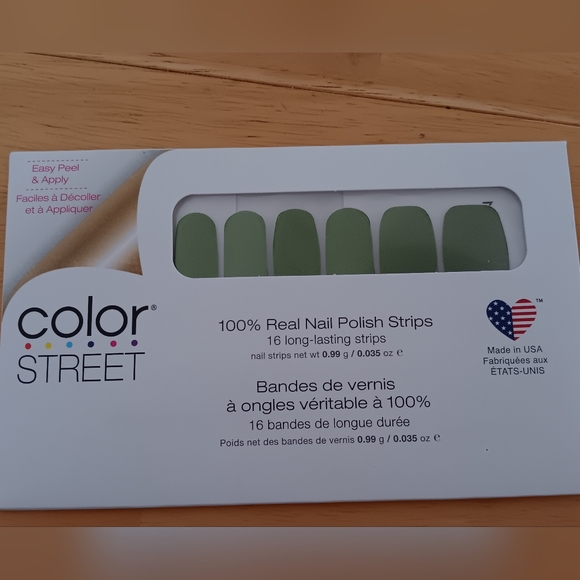 Easy Peel
& Apply
Faciles à Décoller
et à Appliquer
color®
STREET
100% Real Nail Polish Strips
16 long-lasting strips
nail strips net wt 0.99 g / 0.035 oz ℮
Bandes de vernis
à ongles véritable à 100%
16 bandes de longue durée
Poids net des bandes de vernis 0.99 g / 0.035 oz ℮
™
Made in USA
Fabriquées aux
ÉTATS-UNIS